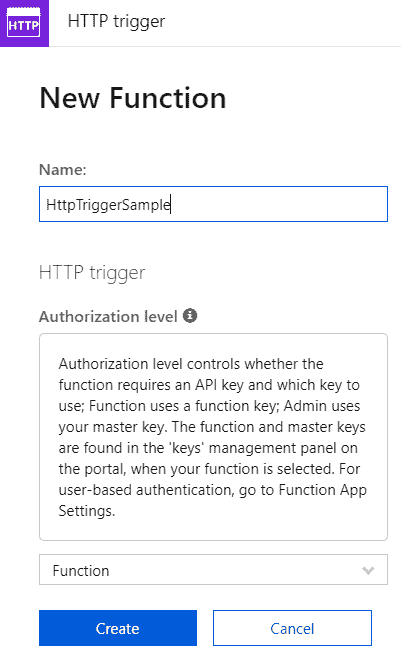 HTTP
HTTP trigger
New Function
Name:
HttpTriggerSample
HTTP trigger
Authorization level
Authorization level controls whether the
function requires an API key and which key to
use; Function uses a function key; Admin uses
your master key. The function and master keys
are found in the 'keys' management panel on
the portal, when your function is selected. For
user-based authentication, go to Function App
Settings.
Function
Create
Cancel